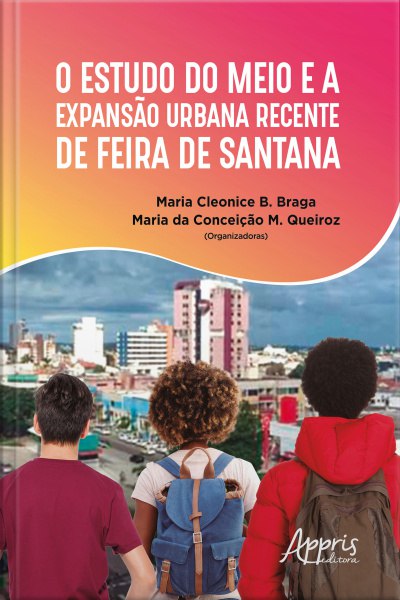 O ESTUDO DO MEIO E A
EXPANSÃO URBANA RECENTE
DE FEIRA DE SANTANA
Maria Cleonice B. Braga
Maria da Conceição M. Queiroz
(Organizadoras)
Appris
editora